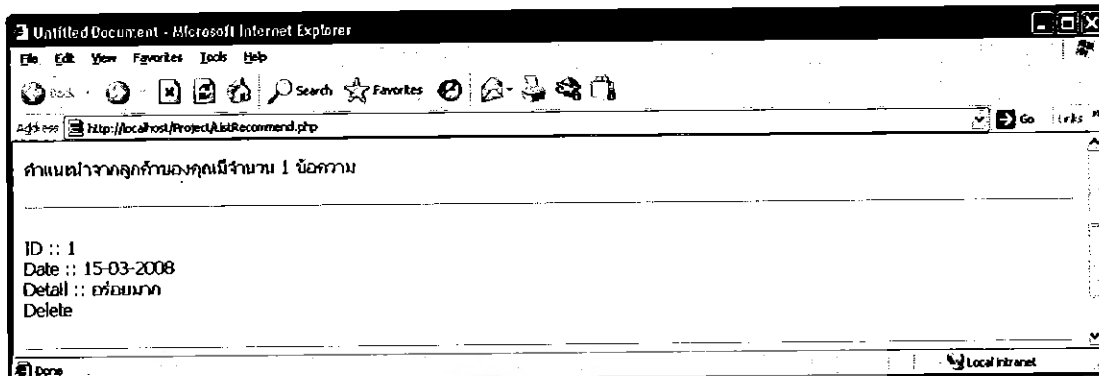 Untitled Document - Microsoft Internet Explorer
File Edit View Favorites Tools Help
Back Search Favorites
Address http://localhost/Project/ListRecommend.php Go Links »
คำแนะนำจากลูกค้าของคุณมีจำนวน 1 ข้อความ
ID :: 1
Date :: 15-03-2008
Detail :: อร่อยมาก
Delete
Done Local intranet